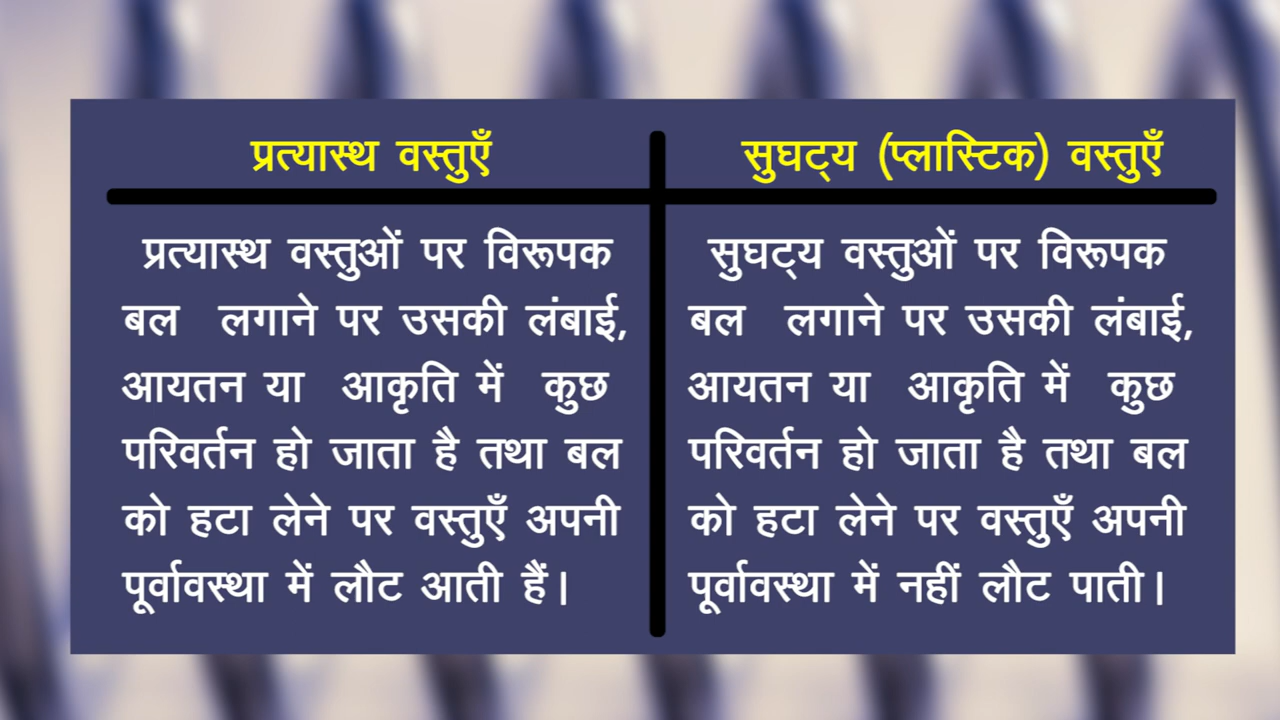 प्रत्यास्थ वस्तुएँ
प्रत्यास्थ वस्तुओं पर विरूपक
बल लगाने पर उसकी लंबाई,
आयतन या आकृति में कुछ
परिवर्तन हो जाता है तथा बल
को हटा लेने पर वस्तुएँ अपनी
पूर्वावस्था में लौट आती हैं।
सुघट्य (प्लास्टिक) वस्तुएँ
सुघट्य वस्तुओं पर विरूपक
बल लगाने पर उसकी लंबाई,
आयतन या आकृति में कुछ
परिवर्तन हो जाता है तथा बल
को हटा लेने पर वस्तुएँ अपनी
पूर्वावस्था में नहीं लौट पाती।